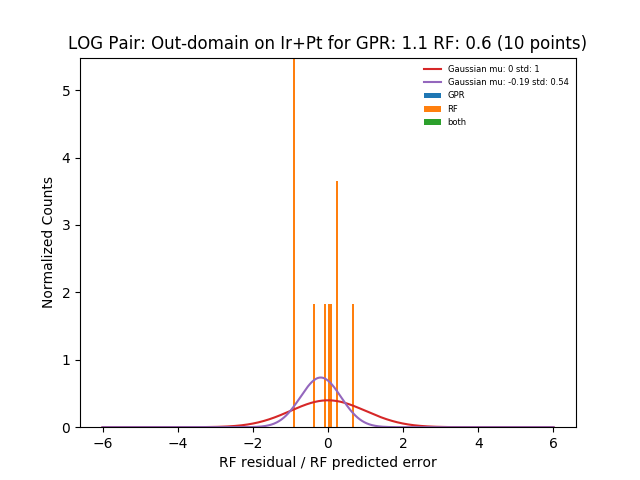 LOG Pair: Out-domain on Ir+Pt for GPR: 1.1 RF: 0.6 (10 points)
Gaussian mu: 0 std: 1
Gaussian mu: -0.19 std: 0.54
GPR
RF
both
Normalized Counts
5
4
3
2
1
0
−6 −4 −2 0 2 4 6
RF residual / RF predicted error